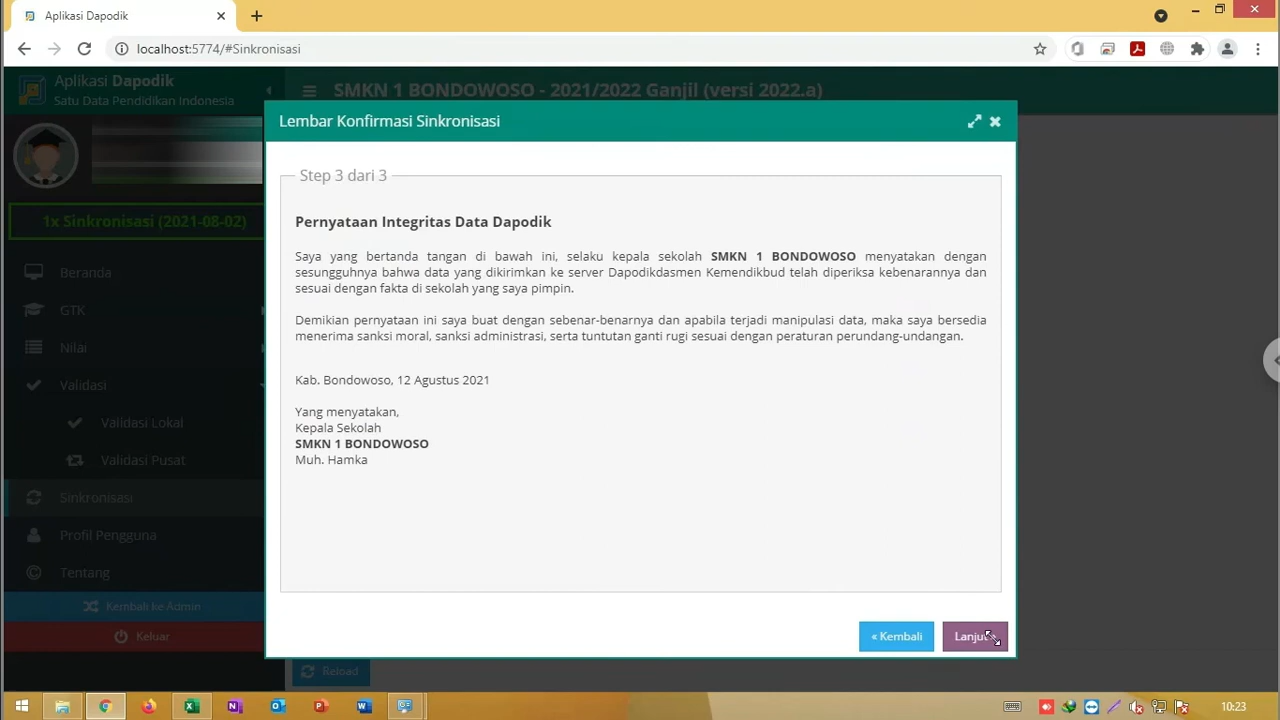 Aplikasi Dapodik
localhost:5774/#Sinkronisasi
Aplikasi Dapodik
Satu Data Pendidikan Indonesia
SMKN 1 BONDOWOSO - 2021/2022 Ganjil (versi 2022.a)
1x Sinkronisasi (2021-08-02)
Beranda
GTK
Nilai
Validasi
Validasi Lokal
Validasi Pusat
Sinkronisasi
Profil Pengguna
Tentang
Kembali ke Admin
Keluar
Lembar Konfirmasi Sinkronisasi
Step 3 dari 3
Pernyataan Integritas Data Dapodik
Saya yang bertanda tangan di bawah ini, selaku kepala sekolah SMKN 1 BONDOWOSO menyatakan dengan
sesungguhnya bahwa data yang dikirimkan ke server Dapodikdasmen Kemendikbud telah diperiksa kebenarannya dan
sesuai dengan fakta di sekolah yang saya pimpin.
Demikian pernyataan ini saya buat dengan sebenar-benarnya dan apabila terjadi manipulasi data, maka saya bersedia
menerima sanksi moral, sanksi administrasi, serta tuntutan ganti rugi sesuai dengan peraturan perundang-undangan.
Kab. Bondowoso, 12 Agustus 2021
Yang menyatakan,
Kepala Sekolah
SMKN 1 BONDOWOSO
Muh. Hamka
« Kembali
Reload
10:23